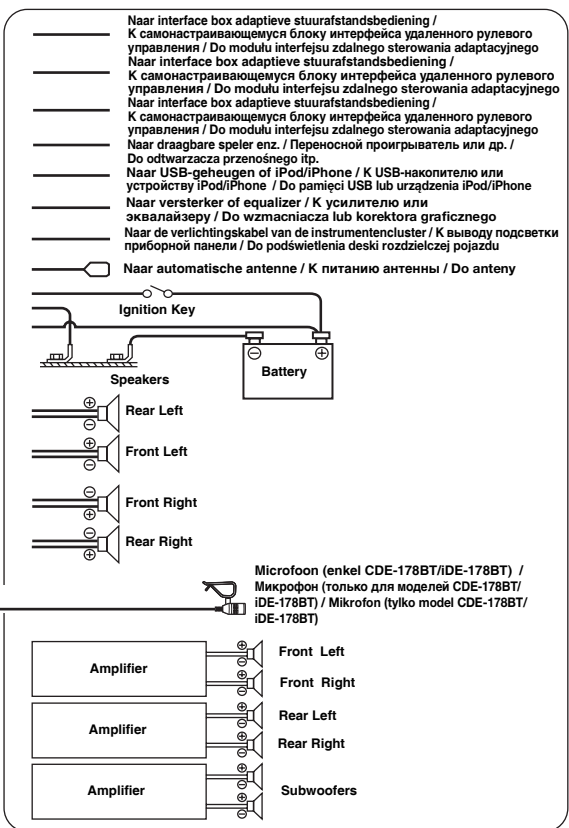 Naar interface box adaptieve stuurafstandsbediening /
К самонастраивающемуся блоку интерфейса удаленного рулевого
управления / Do modułu interfejsu zdalnego sterowania adaptacyjnego
Naar interface box adaptieve stuurafstandsbediening /
К самонастраивающемуся блоку интерфейса удаленного рулевого
управления / Do modułu interfejsu zdalnego sterowania adaptacyjnego
Naar interface box adaptieve stuurafstandsbediening /
К самонастраивающемуся блоку интерфейса удаленного рулевого
управления / Do modułu interfejsu zdalnego sterowania adaptacyjnego
Naar draagbare speler enz. / Переносной проигрыватель или др. /
Do odtwarzacza przenośnego itp.
Naar USB-geheugen of iPod/iPhone / К USB-накопителю или
устройству iPod/iPhone / Do pamięci USB lub urządzenia iPod/iPhone
Naar versterker of equalizer / К усилителю или
эквалайзеру / Do wzmacniacza lub korektora graficznego
Naar de verlichtingskabel van de instrumentencluster / К выводу подсветки
приборной панели / Do podświetlenia deski rozdzielczej pojazdu
Naar automatische antenne / К питанию антенны / Do anteny
Ignition Key
⊖ ⊕
Battery
Speakers
⊕
Rear Left
⊖
⊕
Front Left
⊖
⊖
Front Right
⊕
⊖
Rear Right
⊕
Microfoon (enkel CDE-178BT/iDE-178BT) /
Микрофон (только для моделей CDE-178BT/
iDE-178BT) / Mikrofon (tylko model CDE-178BT/
iDE-178BT)
Amplifier
⊕
⊖
Front Left
⊕
⊖
Front Right
Amplifier
⊕
⊖
Rear Left
⊕
⊖
Rear Right
Amplifier
⊕
⊖
⊕
⊖
Subwoofers